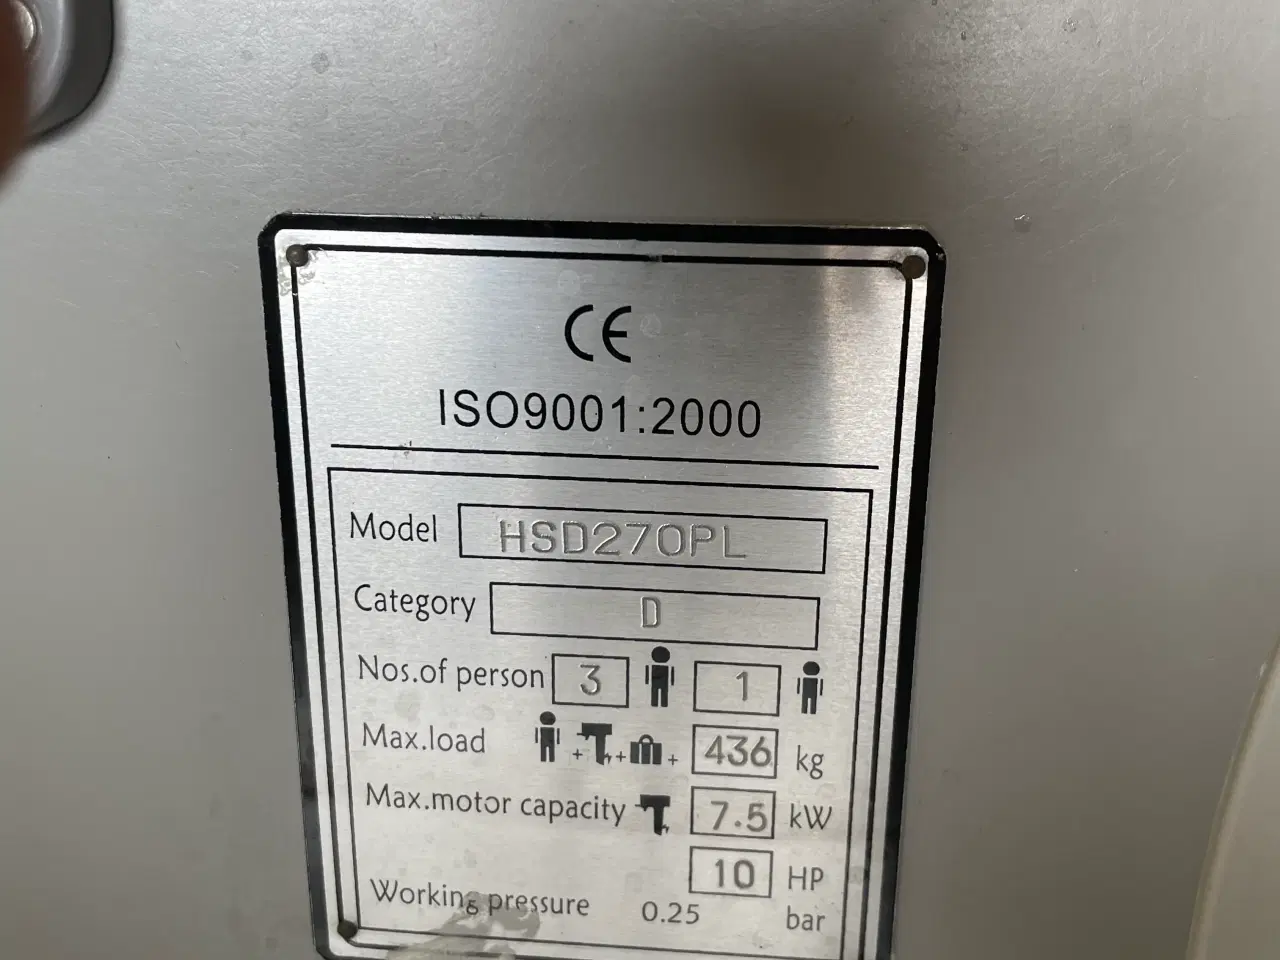 CE
ISO9001:2000
Model HSD270PL
Category D
Nos.of person 3 1
Max.load + + + 436 kg
Max.motor capacity 7.5 kW
10 HP
Working pressure 0.25 bar